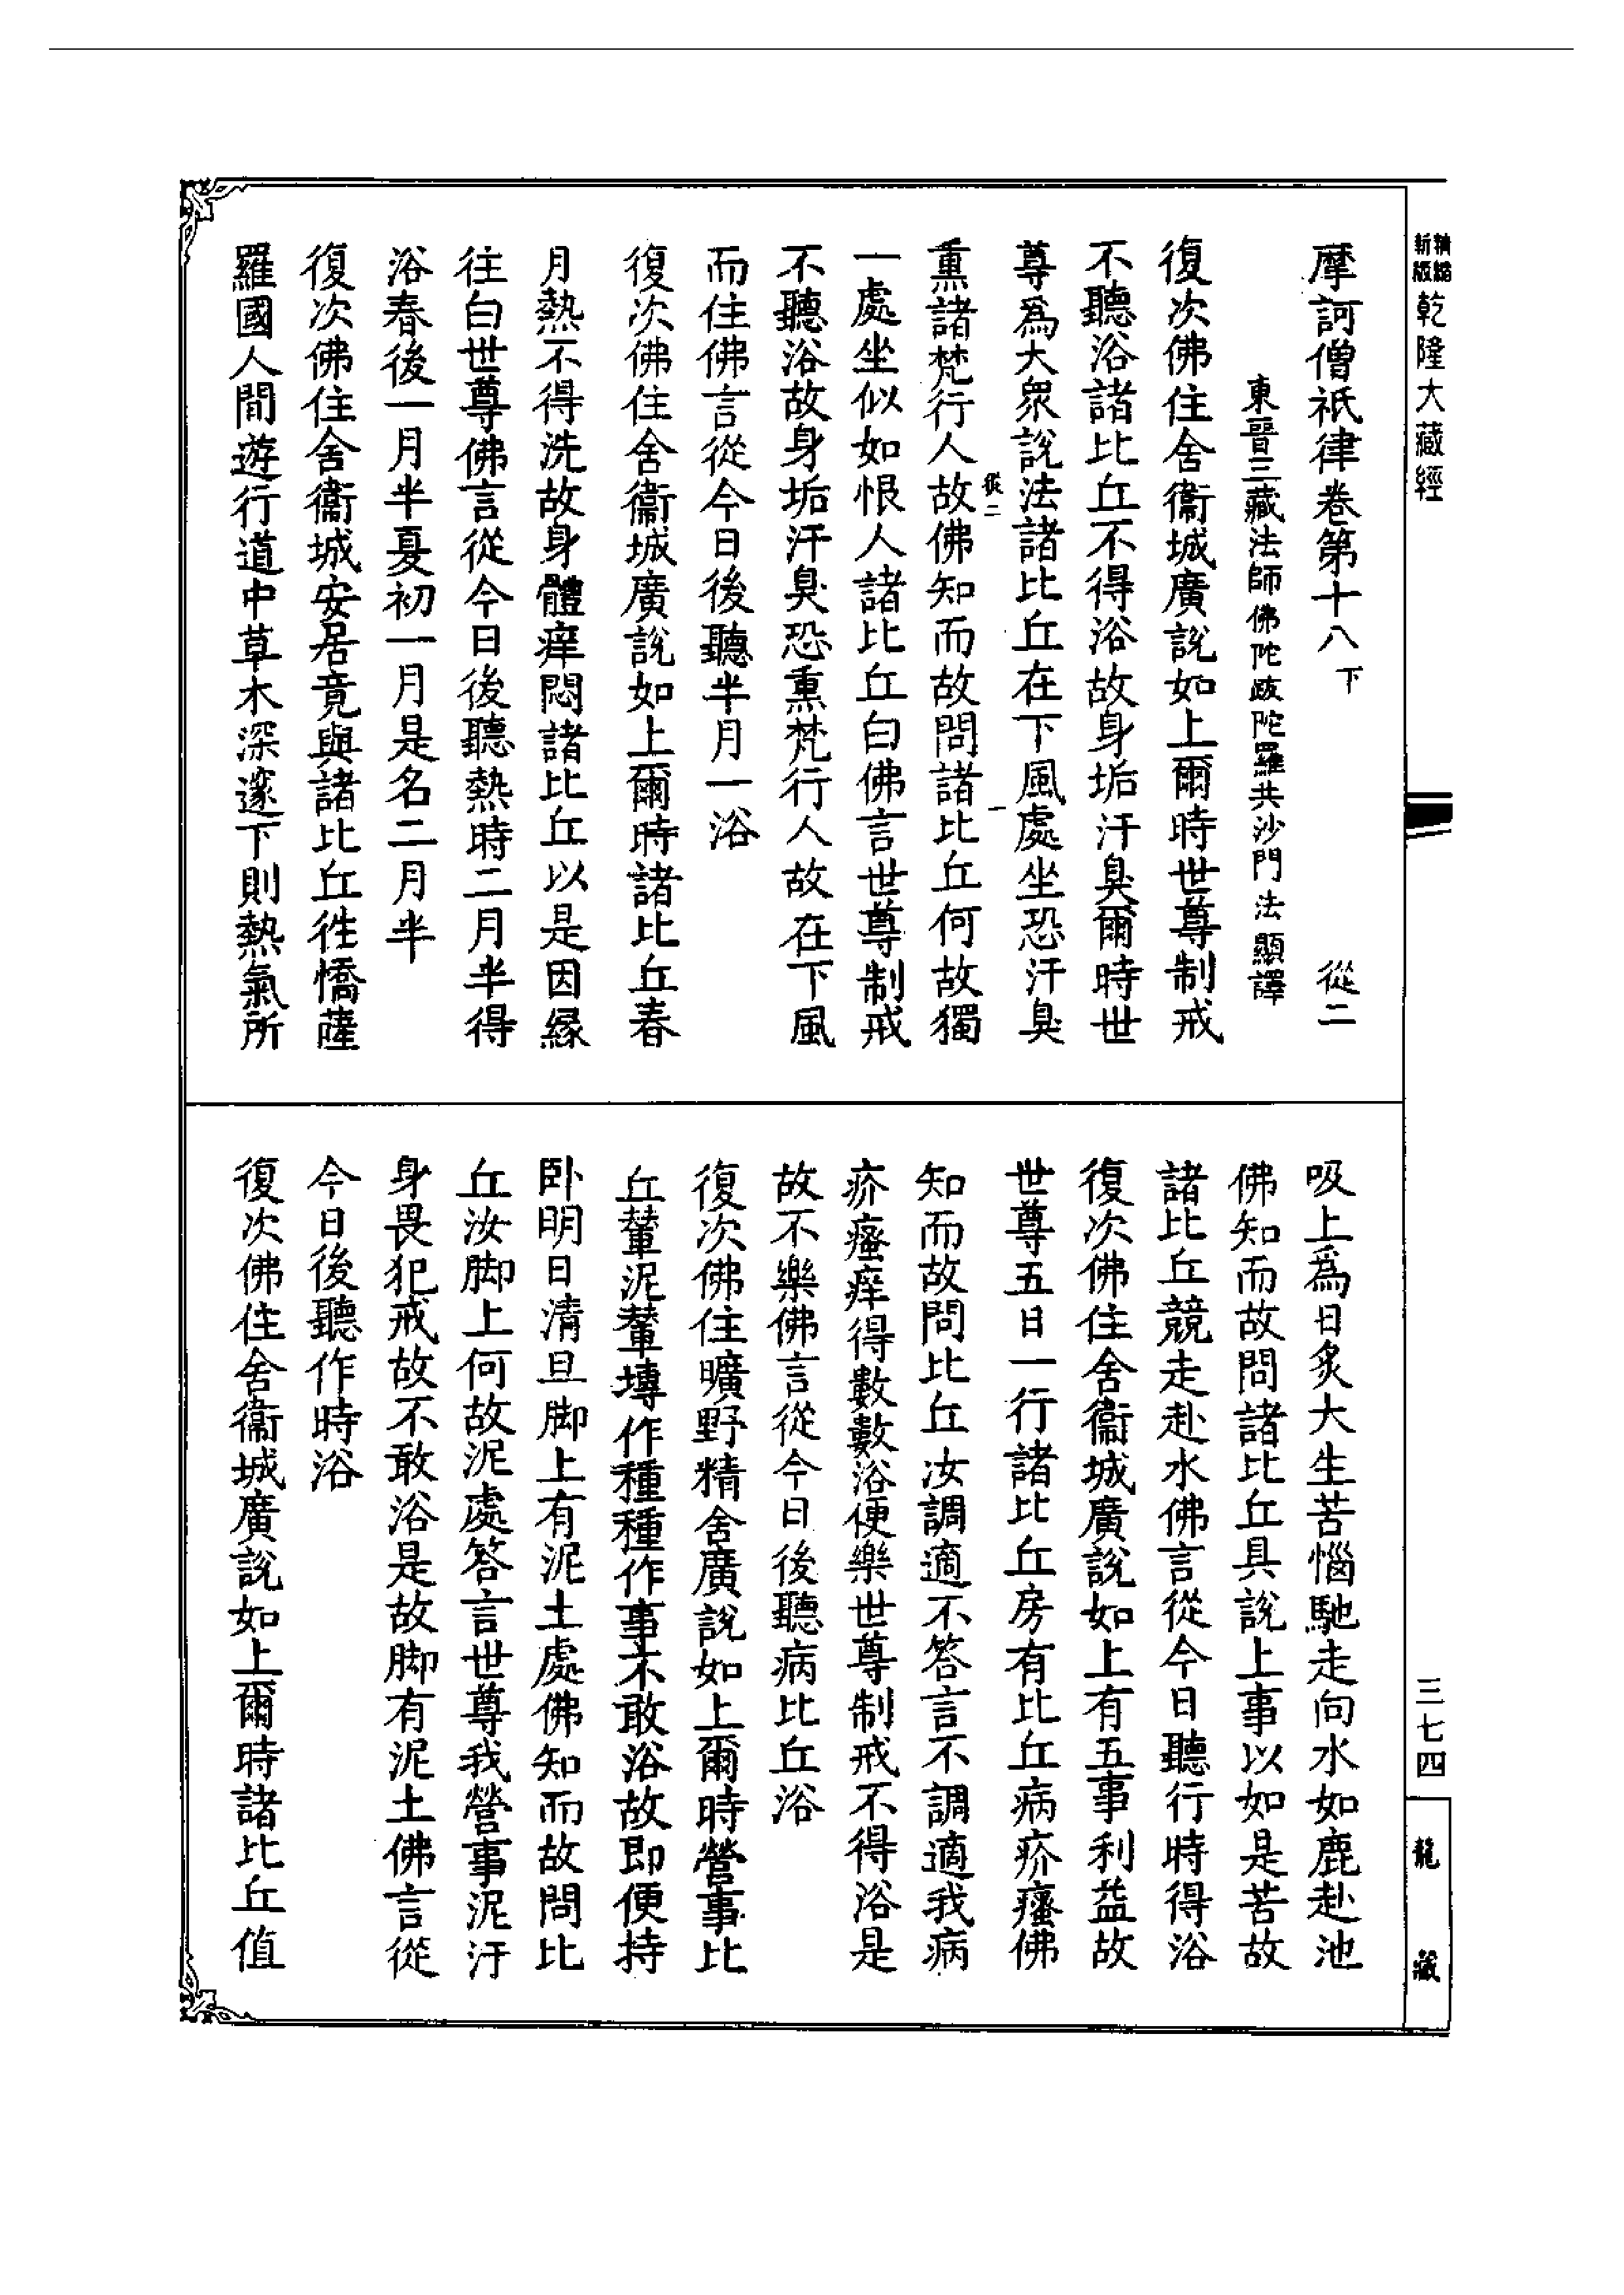 新版精縮乾隆大藏經
三七四
龍藏
摩訶僧祇律卷第十八下 從二
東晉三藏法師佛陀跋陀羅共沙門法顯譯
復次佛住舍衞城廣說如上爾時世尊制戒
不聽浴諸比丘不得浴故身垢汗臭爾時世
尊爲大衆說法諸比丘在下風處坐恐汗臭
從二 一
熏諸梵行人故佛知而故問諸比丘何故獨
一處坐似如恨人諸比丘白佛言世尊制戒
不聽浴故身垢汗臭恐熏梵行人故在下風
而住佛言從今日後聽半月一浴
復次佛住舍衞城廣說如上爾時諸比丘春
月熱不得洗故身體痒悶諸比丘以是因緣
往白世尊佛言從今日後聽熱時二月半得
浴春後一月半夏初一月是名二月半
復次佛住舍衞城安居竟與諸比丘徃憍薩
羅國人間遊行道中草木深邃下則熱氣所
吸上爲日炙大生苦惱馳走向水如鹿赴池
佛知而故問諸比丘具說上事以如是苦故
諸比丘競走赴水佛言從今日聽行時得浴
復次佛住舍衞城廣說如上有五事利益故
世尊五日一行諸比丘房有比丘病疥瘙佛
知而故問比丘汝調適不答言不調適我病
疥瘙痒得數數浴便樂世尊制戒不得浴是
故不樂佛言從今日後聽病比丘浴
復次佛住曠野精舍廣說如上爾時營事比
丘輦泥輦塼作種種作事不敢浴故即便持
卧明日清旦脚上有泥土處佛知而故問比
丘汝脚上何故泥處答言世尊我營事泥汙
身畏犯戒故不敢浴是故脚有泥土佛言從
今日後聽作時浴
復次佛住舍衞城廣說如上爾時諸比丘值